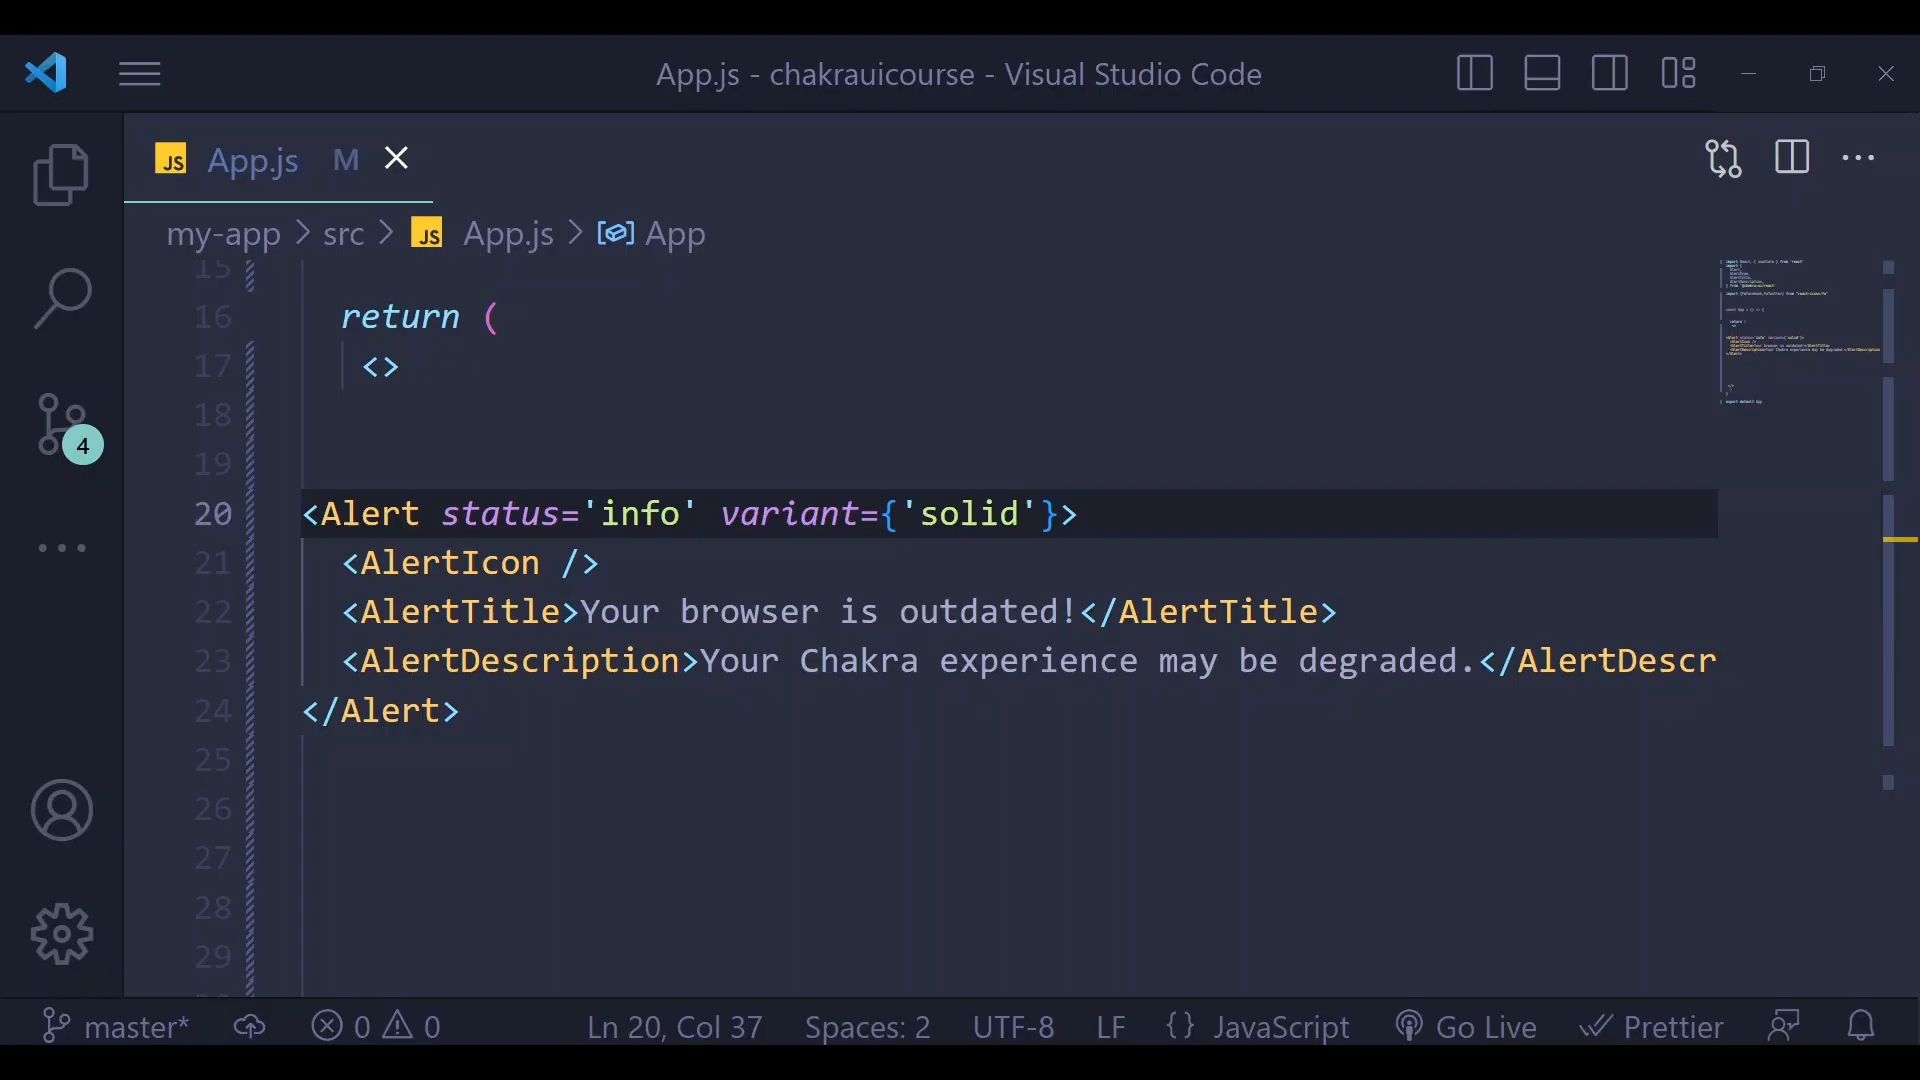 App.js - chakrauicourse - Visual Studio Code
JS App.js M
my-app > src > JS App.js > App
15
16 return (
17 <>
18
19
20 <Alert status='info' variant={'solid'}>
21 <AlertIcon />
22 <AlertTitle>Your browser is outdated!</AlertTitle>
23 <AlertDescription>Your Chakra experience may be degraded.</AlertDescr
24 </Alert>
25
26
27
28
29
4
master* 0 0 Ln 20, Col 37 Spaces: 2 UTF-8 LF {} JavaScript Go Live Prettier